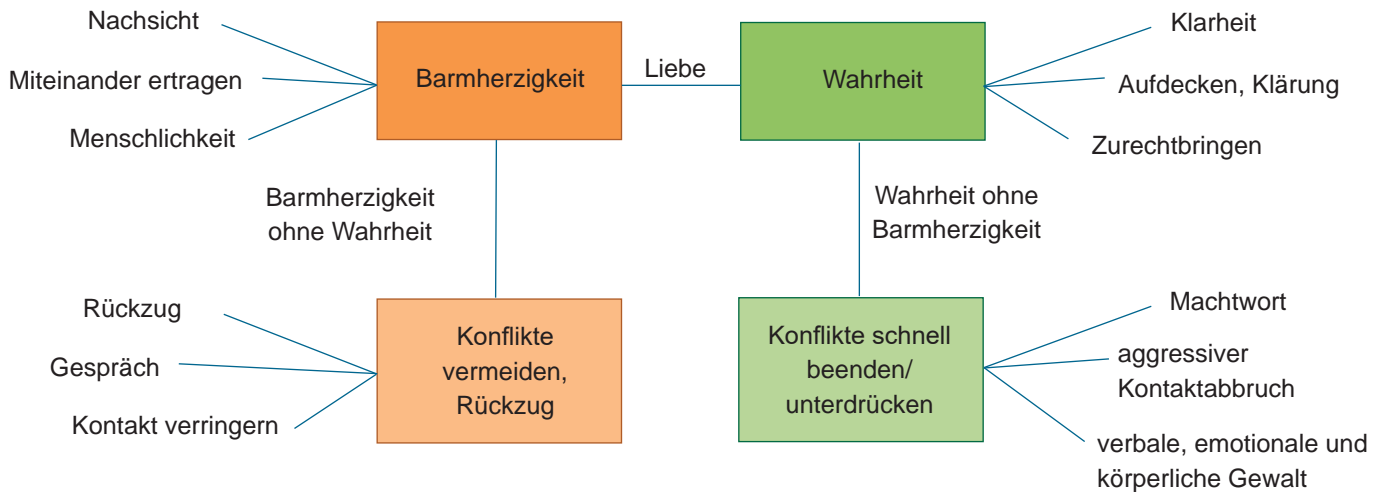 Nachsicht
Miteinander ertragen
Menschlichkeit
Barmherzigkeit
Liebe
Wahrheit
Klarheit
Aufdecken, Klärung
Zurechtbringen
Barmherzigkeit
ohne Wahrheit
Wahrheit ohne
Barmherzigkeit
Rückzug
Gespräch
Kontakt verringern
Konflikte
vermeiden,
Rückzug
Konflikte schnell
beenden/
unterdrücken
Machtwort
aggressiver
Kontaktabbruch
verbale, emotionale und
körperliche Gewalt